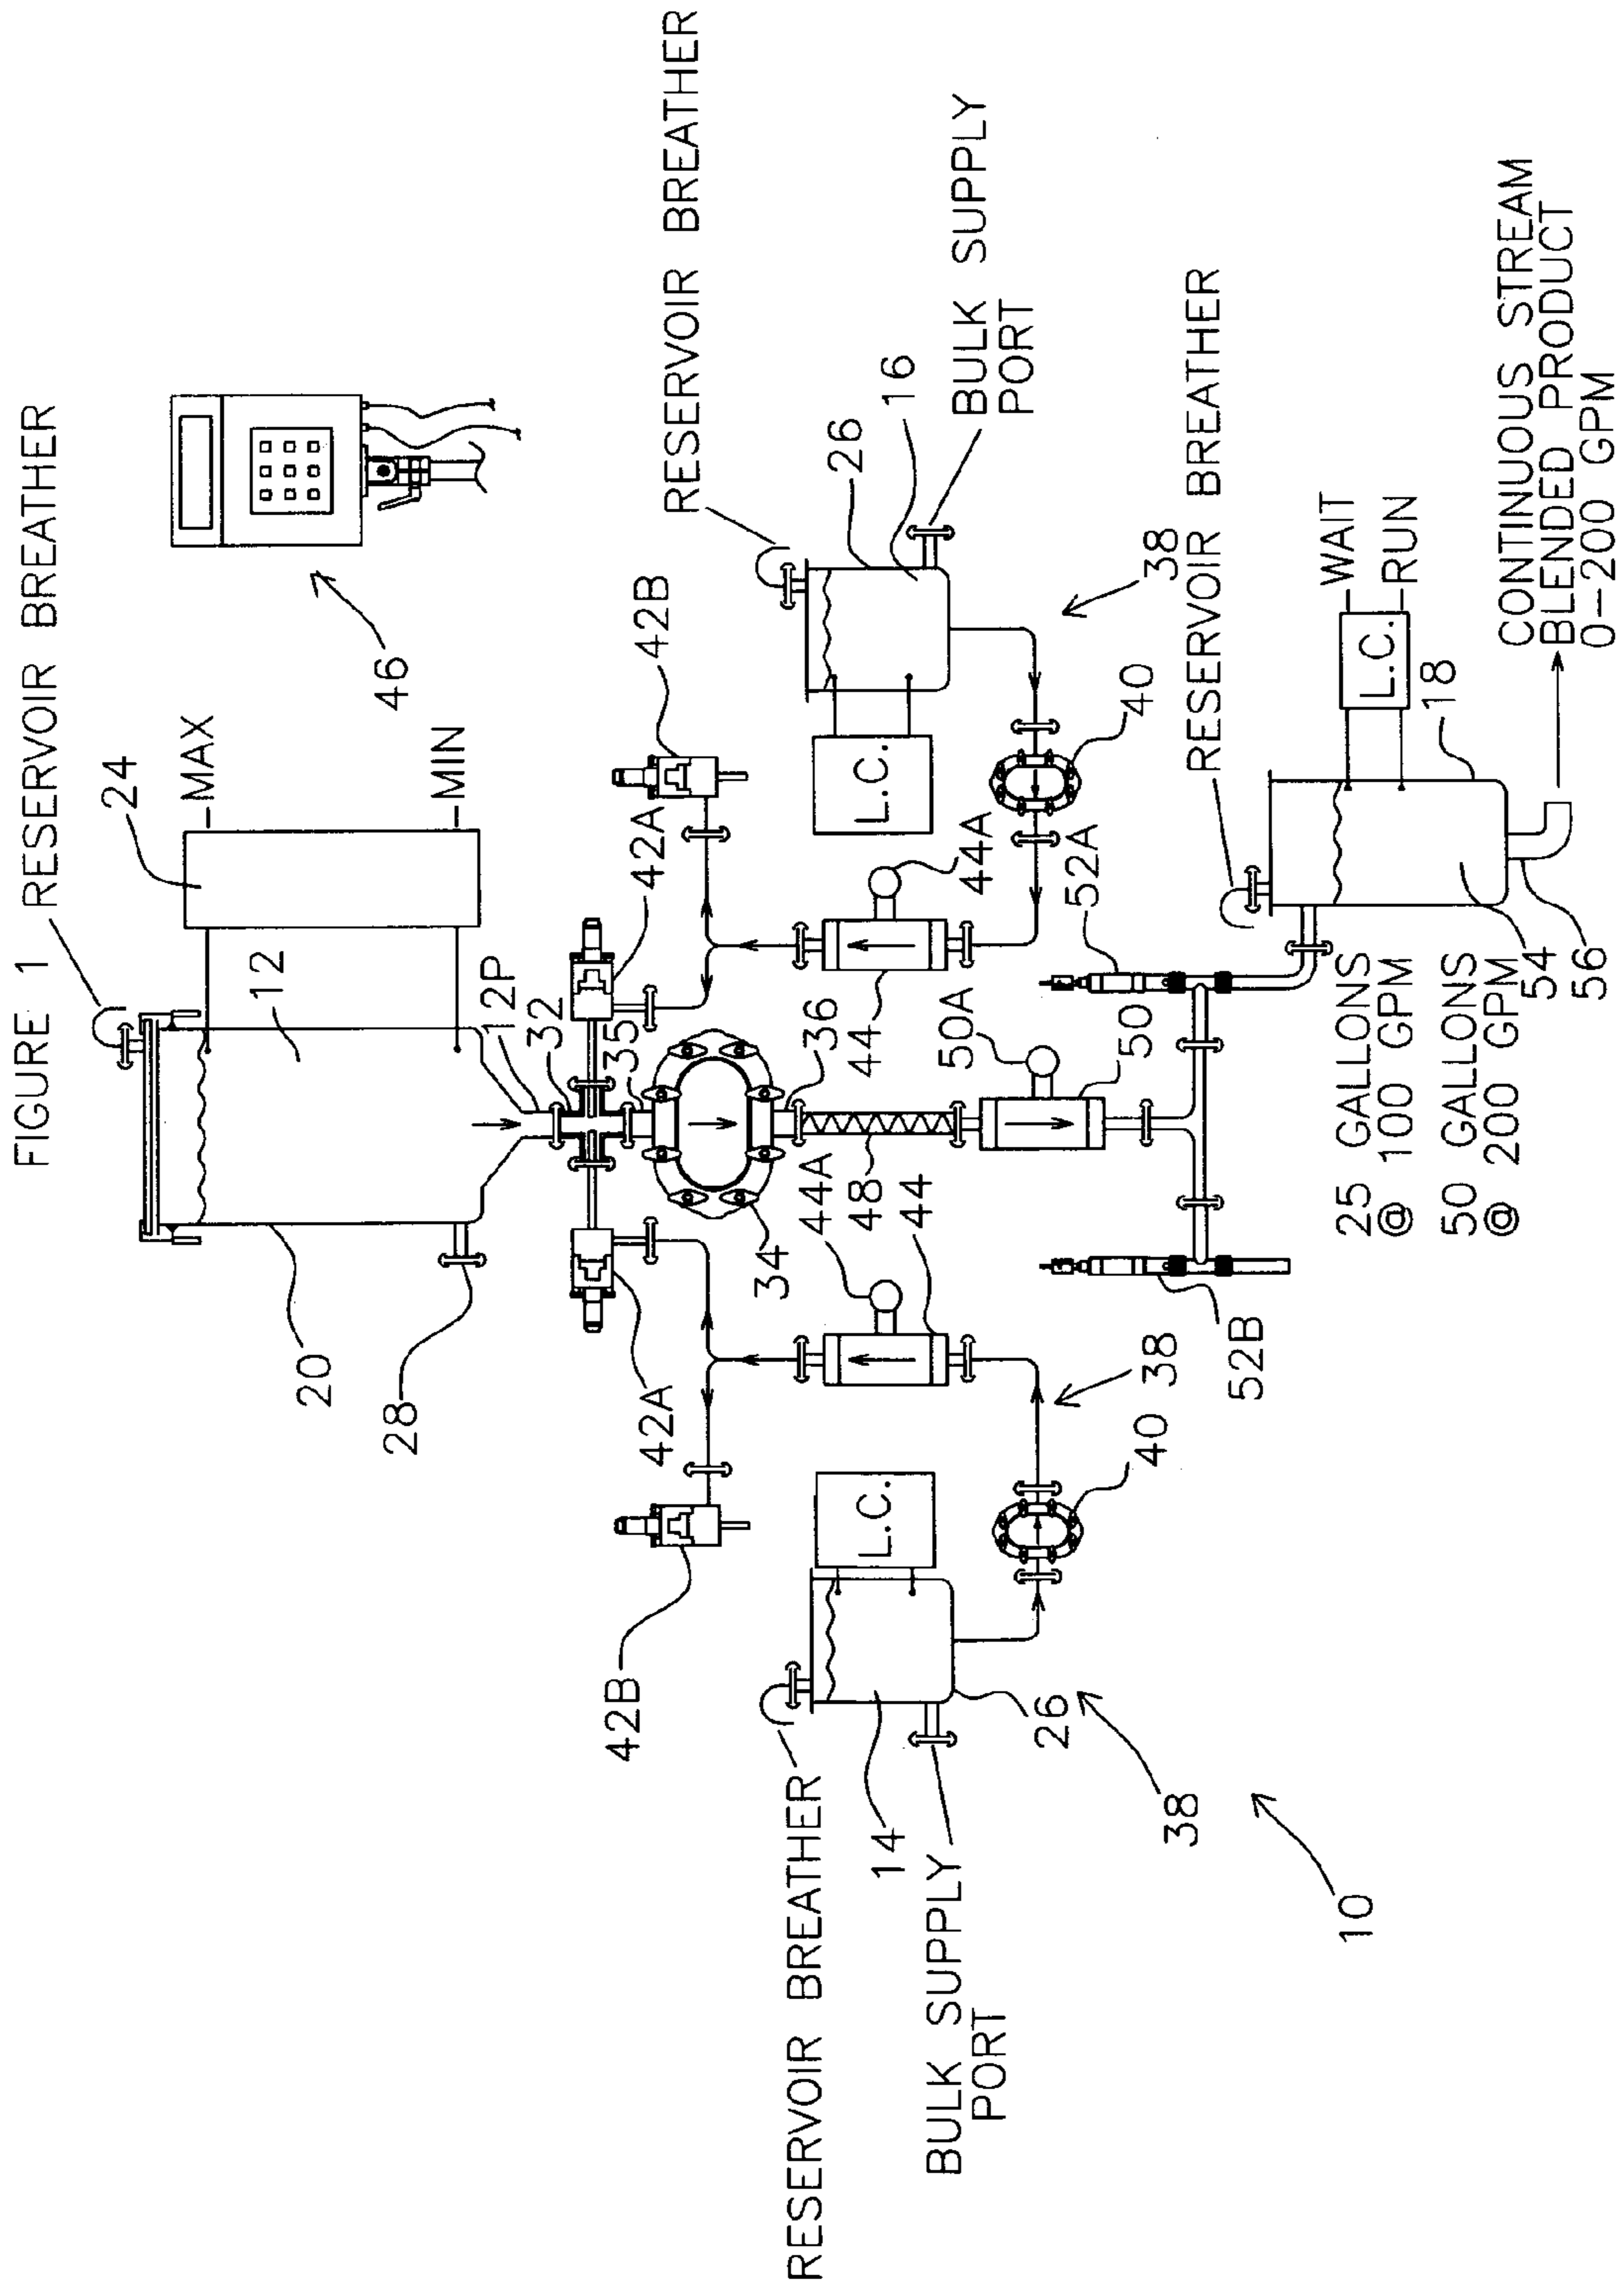 FIGURE 1
RESERVOIR BREATHER
24
MAX
MIN
12
12P
20
28
32
35
34
36
46
42A
42B
42A
42B
44A
44
44A
44
48
50A
50
RESERVOIR BREATHER
26
16
BULK SUPPLY
PORT
L.C.
38
40
RESERVOIR BREATHER
14
L.C.
BULK SUPPLY
PORT
26
38
38
40
10
52A
52B
RESERVOIR BREATHER
WAIT
L.C.
RUN
18
25 GALLONS
@ 100 GPM
50 GALLONS
@ 200 GPM
54
56
CONTINUOUS STREAM
BLENDED PRODUCT
0-200 GPM